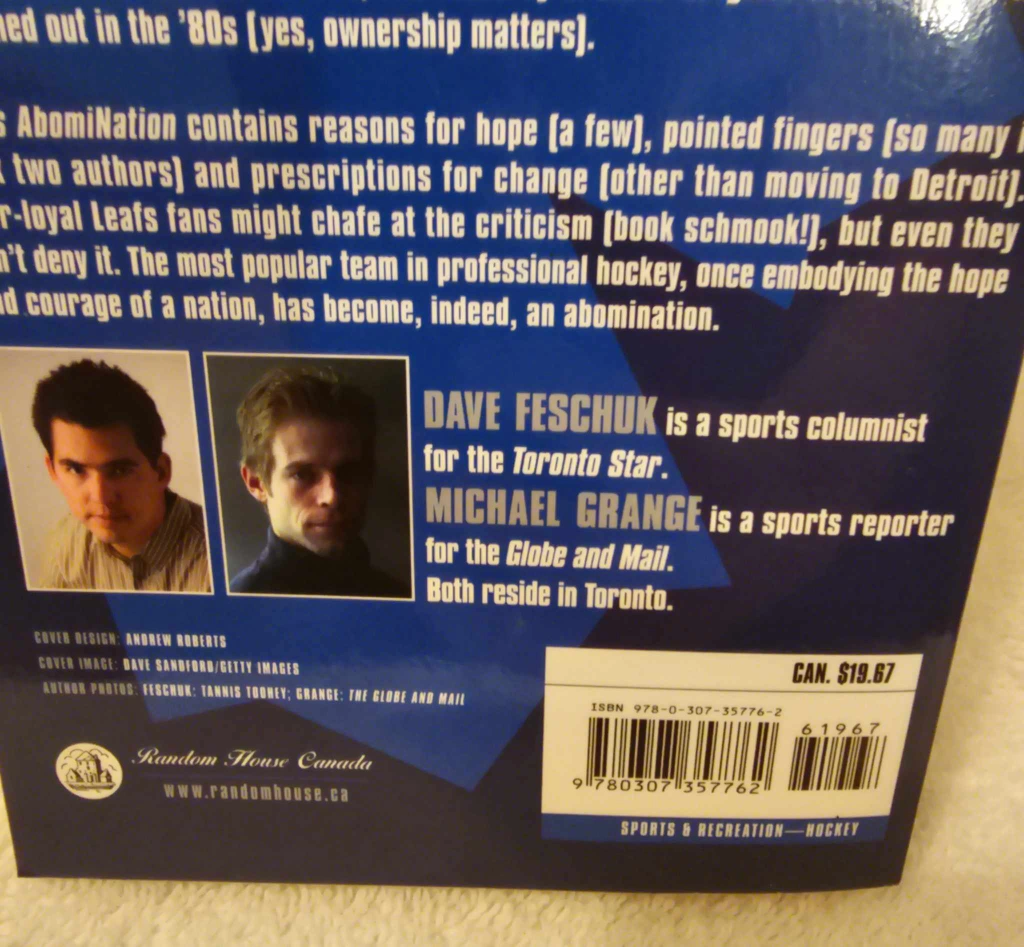 ned out in the '80s (yes, ownership matters).
s AbomiNation contains reasons for hope (a few), pointed fingers (so many
two authors) and prescriptions for change (other than moving to Detroit).
r-loyal Leafs fans might chafe at the criticism (book schmook!), but even they
n't deny it. The most popular team in professional hockey, once embodying the hope
d courage of a nation, has become, indeed, an abomination.
DAVE FESCHUK is a sports columnist
for the Toronto Star.
MICHAEL GRANGE is a sports reporter
for the Globe and Mail.
Both reside in Toronto.
COVER DESIGN: ANDREW ROBERTS
COVER IMAGE: DAVE SANDFORD/GETTY IMAGES
AUTHOR PHOTOS: FESCHUK: TANNIS TOOHEY; GRANGE: THE GLOBE AND MAIL
Random House Canada
www.randomhouse.ca
CAN. $19.67
ISBN 978-0-307-35776-2
61967
9 780307 357762
SPORTS & RECREATION—HOCKEY